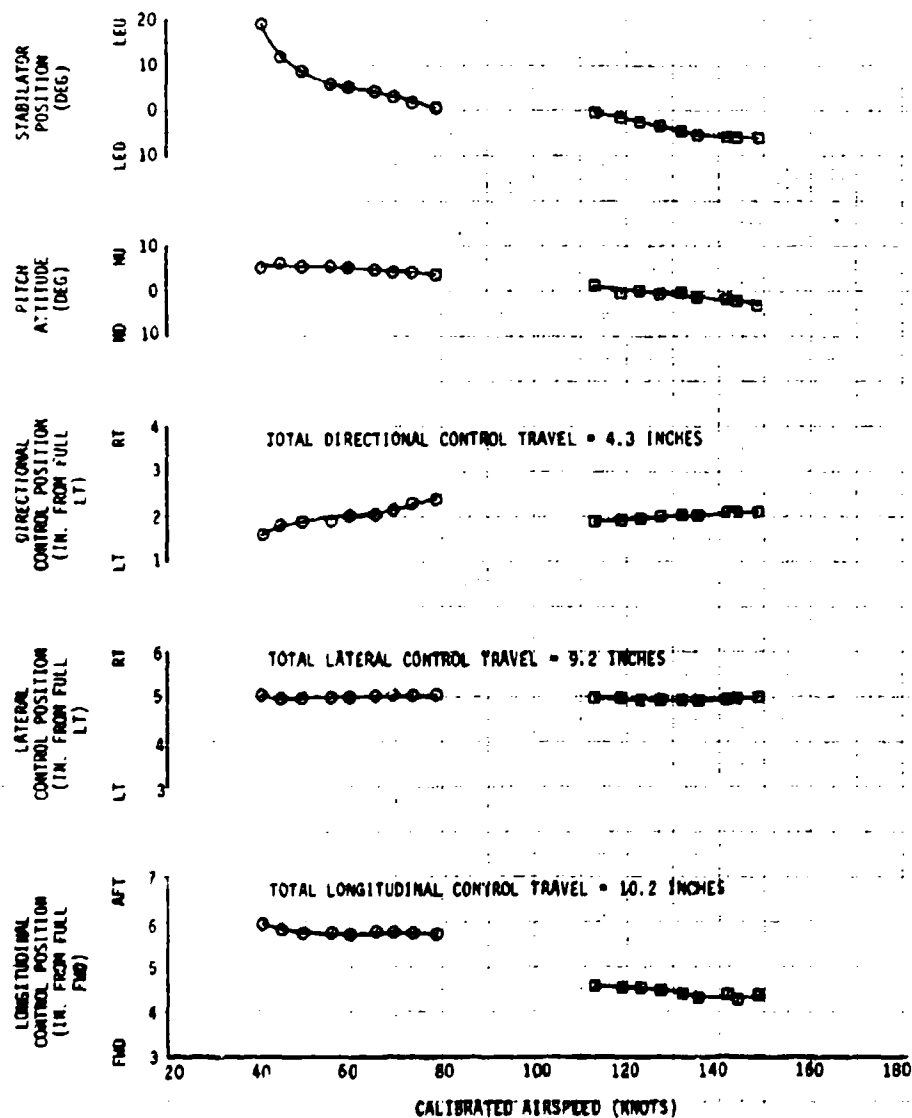 STABILATOR
POSITION
(DEG)
LED
LEU
20
10
0
10
PITCH
ATTITUDE
(DEG)
ND
NU
10
0
10
DIRECTIONAL
CONTROL POSITION
(IN. FROM FULL
LT)
LT
RT
4
3
2
1
TOTAL DIRECTIONAL CONTROL TRAVEL = 4.3 INCHES
LATERAL
CONTROL POSITION
(IN. FROM FULL
LT)
LT
RT
6
5
4
3
TOTAL LATERAL CONTROL TRAVEL = 9.2 INCHES
LONGITUDINAL
CONTROL POSITION
(IN. FROM FULL
FWD)
FWD
AFT
7
6
5
4
3
TOTAL LONGITUDINAL CONTROL TRAVEL = 10.2 INCHES
20 40 60 80 100 120 140 160 180
CALIBRATED AIRSPEED (KNOTS)